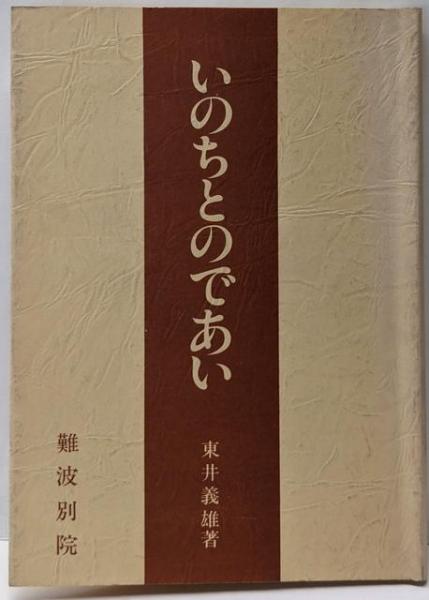 いのちとのであい
東井義雄著
難波別院